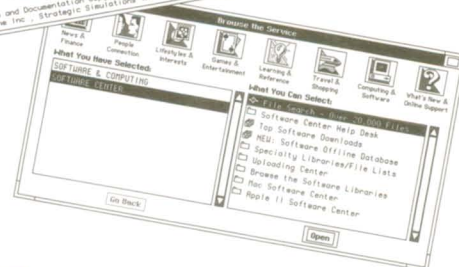 and Documentation
Inc., Strategic Simulations
Browse the Service
News &
Finance
People
Connection
Lifestyles &
Interests
Games &
Entertainment
Learning &
Reference
Travel &
Shopping
Computing &
Software
What's New &
Online Support
What You Have Selected:
SOFTWARE & COMPUTING
SOFTWARE CENTER
What You Can Select:
File Search - Over 20,000 Files
Software Center Help Desk
Top Software Downloads
NEW: Software Offline Database
Specialty Libraries/File Lists
Uploading Center
Browse the Software Libraries
Mac Software Center
Apple II Software Center
Go Back
Open